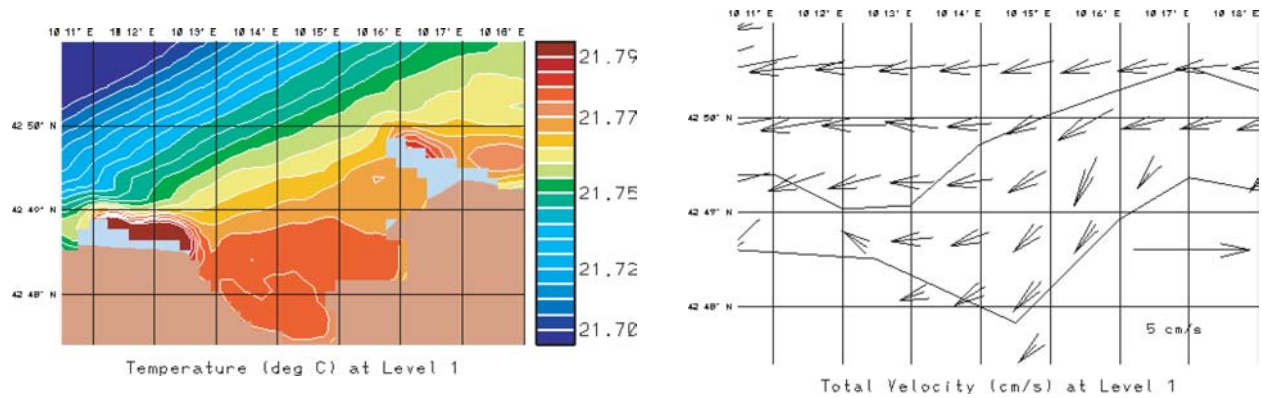 10 11' E 10 12' E 10 13' E 10 14' E 10 15' E 10 16' E 10 17' E 10 18' E
42 50' N
42 49' N
42 48' N
21.79
21.77
21.75
21.72
21.70
Temperature (deg C) at Level 1
10 11' E 10 12' E 10 13' E 10 14' E 10 15' E 10 16' E 10 17' E 10 18' E
42 50' N
42 49' N
42 48' N
5 cm/s
Total Velocity (cm/s) at Level 1